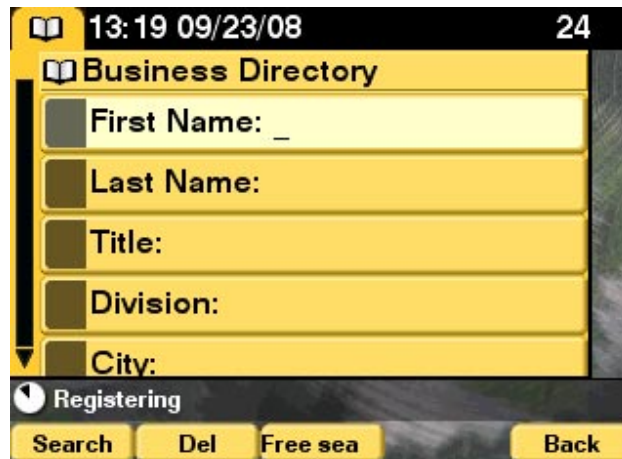 13:19 09/23/08 24
Business Directory
First Name: _
Last Name:
Title:
Division:
City:
Registering
Search Del Free sea Back